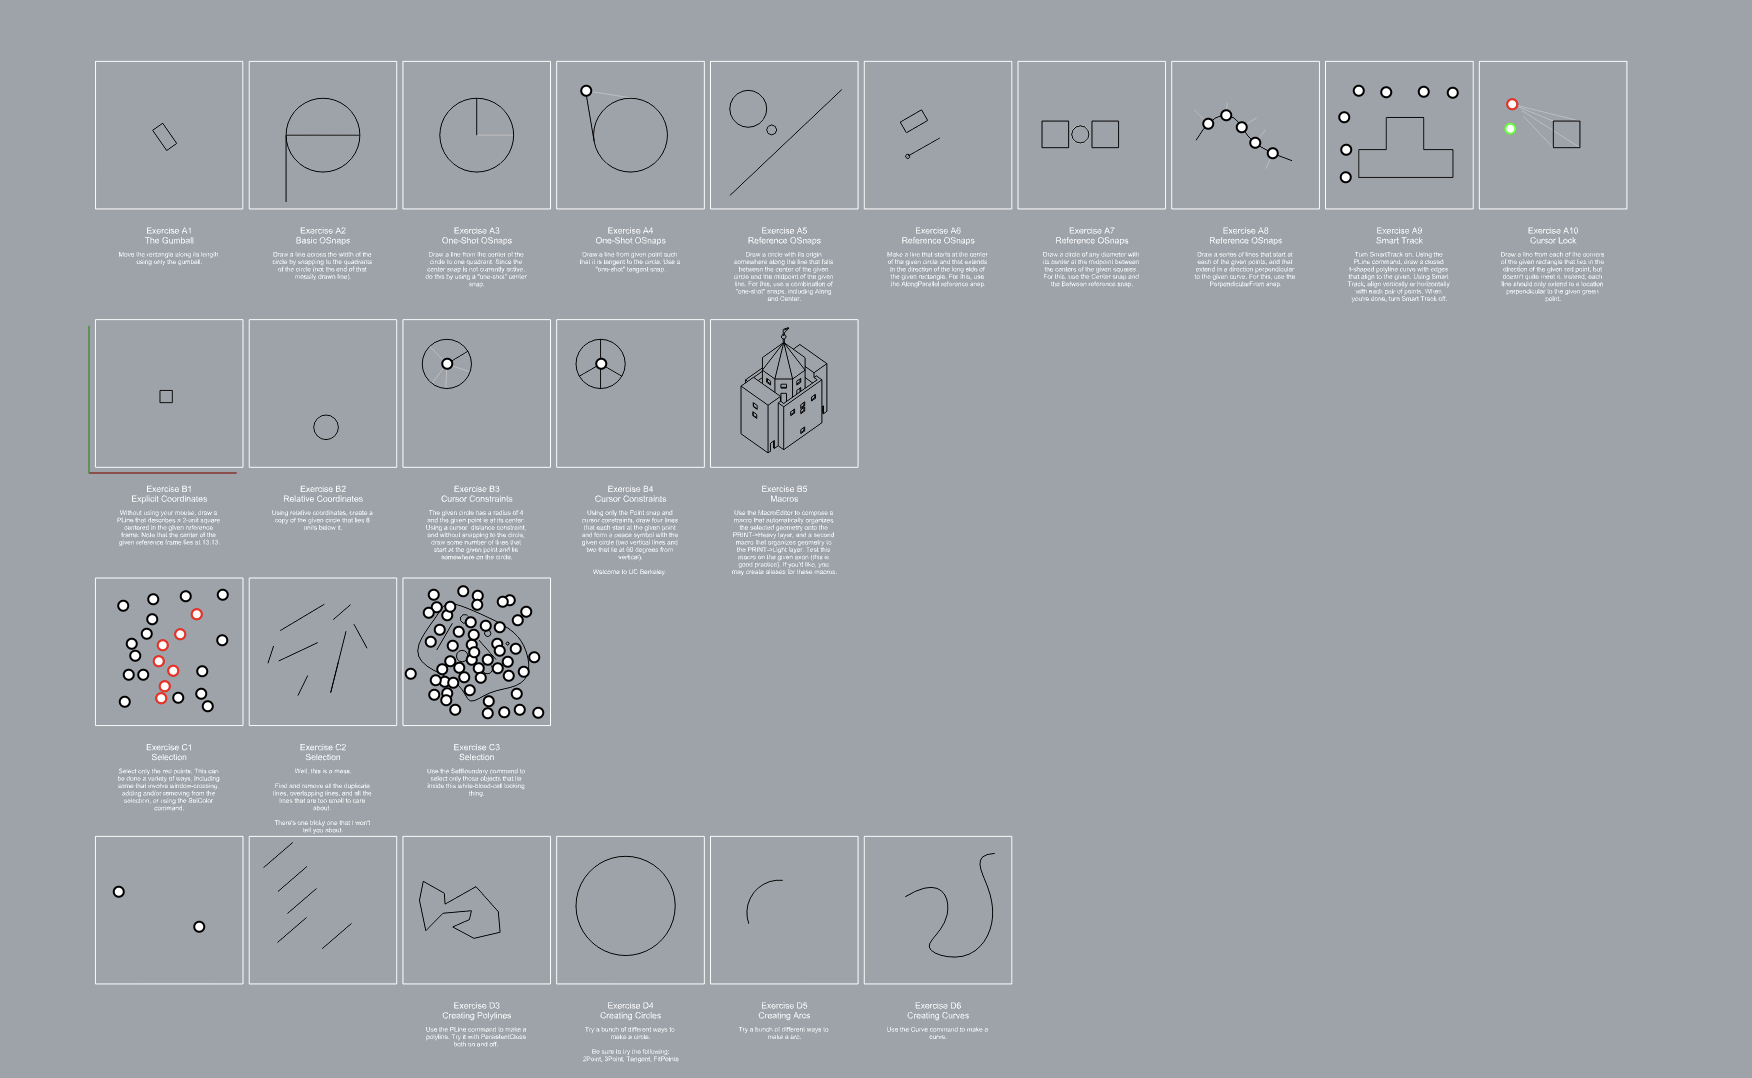 Exercise A1
The Gumball
Move the rectangle along its length
using only the gumball.
Exercise A2
Basic OSnaps
Draw a line across the width of the
circle by snapping to the quadrants
of the circle (not the end of that
messily drawn line).
Exercise A3
One-Shot OSnaps
Draw a line from the center of the
circle to one quadrant. Since the
center snap is not currently active,
do this by using a "one-shot" center
snap.
Exercise A4
One-Shot OSnaps
Draw a line from given point such
that it is tangent to the circle. Use a
"one-shot" tangent snap.
Exercise A5
Reference OSnaps
Draw a circle with its origin
somewhere along the line that falls
between the center of the given
circle and the midpoint of the given
line. For this, use a combination of
"one-shot" snaps, including Along
and Center.
Exercise A6
Reference OSnaps
Make a line that starts at the center
of the given circle and that extends
in the direction of the long side of
the given rectangle. For this, use
the AlongParallel reference snap.
Exercise A7
Reference OSnaps
Draw a circle of any diameter with
its center at the midpoint between
the centers of the given squares.
For this, use the Center snap and
the Between reference snap.
Exercise A8
Reference OSnaps
Draw a series of lines that start at
each of the given points, and that
extend in a direction perpendicular
to the given curve. For this, use the
PerpendicularFrom snap.
Exercise A9
Smart Track
Turn SmartTrack on. Using the
PLine command, draw a closed
t-shaped polyline curve with edges
that align to the given. Using Smart
Track, align vertically or horizontally
with each pair of points. When
you're done, turn Smart Track off.
Exercise A10
Cursor Lock
Draw a line from each of the corners
of the given rectangle that lies in the
direction of the given red point, but
doesn't quite meet it. Instead, each
line should only extend to a location
perpendicular to the given green
point.
Exercise B1
Explicit Coordinates
Without using your mouse, draw a
PLine that describes a 2-unit square
centered in the given reference
frame. Note that the center of the
given reference frame lies at 13,13.
Exercise B2
Relative Coordinates
Using relative coordinates, create a
copy of the given circle that lies 8
units below it.
Exercise B3
Cursor Constraints
The given circle has a radius of 4
and the given point is at its center.
Using a cursor distance constraint,
and without snapping to the circle,
draw some number of lines that
start at the given point and lie
somewhere on the circle.
Exercise B4
Cursor Constraints
Using only the Point snap and
cursor constraints, draw four lines
that each start at the given point
and form a peace symbol with the
given circle (two vertical lines and
two that lie at 60 degrees from
vertical).
Welcome to UC Berkeley.
Exercise B5
Macros
Use the MacroEditor to compose a
macro that automatically organizes
the selected geometry onto the
PRINT->Heavy layer, and a second
macro that organizes geometry to
the PRINT->Light layer. Test this
macro on the given axon (this is
good practice). If you'd like, you
may create aliases for these macros.
Exercise C1
Selection
Select only the red points. This can
be done a variety of ways, including
some that involve window-crossing,
adding and/or removing from the
selection, or using the SelColor
command.
Exercise C2
Selection
Well, this is a mess.
Find and remove all the duplicate
lines, overlapping lines, and all the
lines that are too small to care
about.
There's one tricky one that I won't
tell you about.
Exercise C3
Selection
Use the SelBoundary command to
select only those objects that lie
inside this white-blood-cell looking
thing.
Exercise D3
Creating Polylines
Use the PLine command to make a
polyline. Try it with PersistentClose
both on and off.
Exercise D4
Creating Circles
Try a bunch of different ways to
make a circle.
Be sure to try the following:
2Point, 3Point, Tangent, FitPoints
Exercise D5
Creating Arcs
Try a bunch of different ways to
make a arc.
Exercise D6
Creating Curves
Use the Curve command to make a
curve.